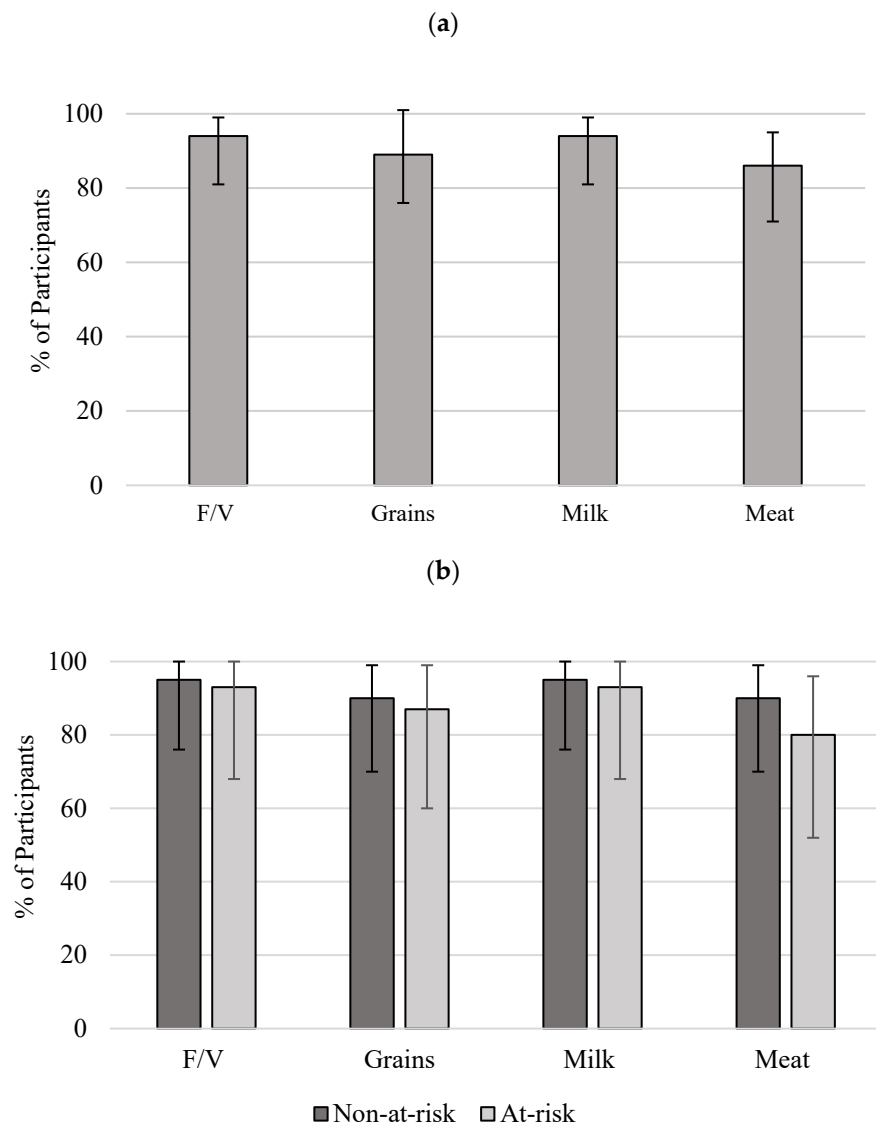 (a)
% of Participants
100
80
60
40
20
0
F/V Grains Milk Meat
(b)
% of Participants
100
80
60
40
20
0
F/V Grains Milk Meat
Non-at-risk At-risk